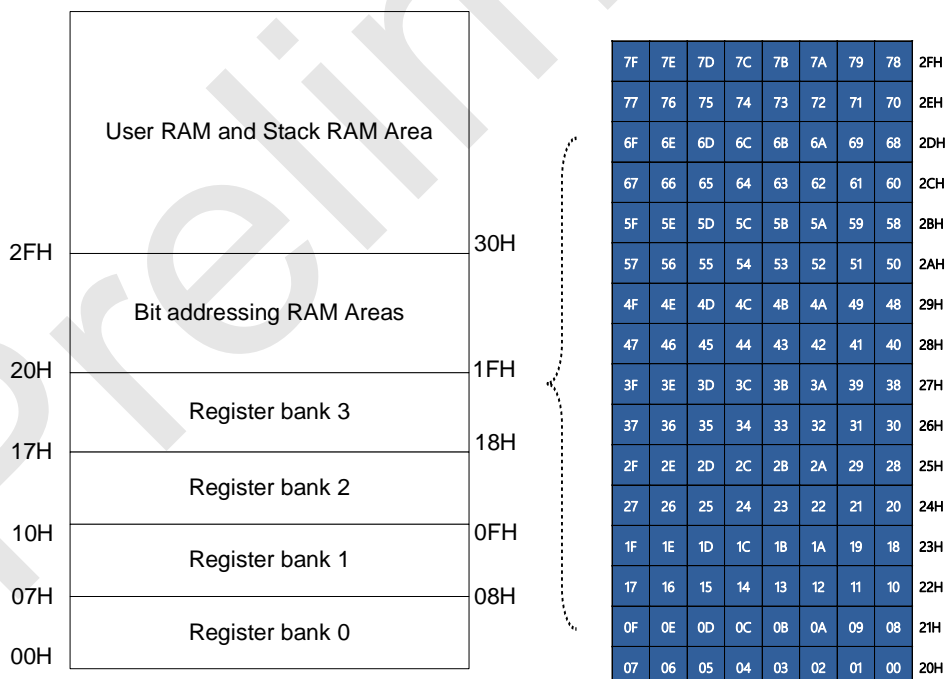 Prelim
User RAM and Stack RAM Area
2FH
30H
Bit addressing RAM Areas
20H
1FH
Register bank 3
17H
18H
Register bank 2
10H
0FH
Register bank 1
07H
08H
Register bank 0
00H
7F 7E 7D 7C 7B 7A 79 78 2FH
77 76 75 74 73 72 71 70 2EH
6F 6E 6D 6C 6B 6A 69 68 2DH
67 66 65 64 63 62 61 60 2CH
5F 5E 5D 5C 5B 5A 59 58 2BH
57 56 55 54 53 52 51 50 2AH
4F 4E 4D 4C 4B 4A 49 48 29H
47 46 45 44 43 42 41 40 28H
3F 3E 3D 3C 3B 3A 39 38 27H
37 36 35 34 33 32 31 30 26H
2F 2E 2D 2C 2B 2A 29 28 25H
27 26 25 24 23 22 21 20 24H
1F 1E 1D 1C 1B 1A 19 18 23H
17 16 15 14 13 12 11 10 22H
0F 0E 0D 0C 0B 0A 09 08 21H
07 06 05 04 03 02 01 00 20H